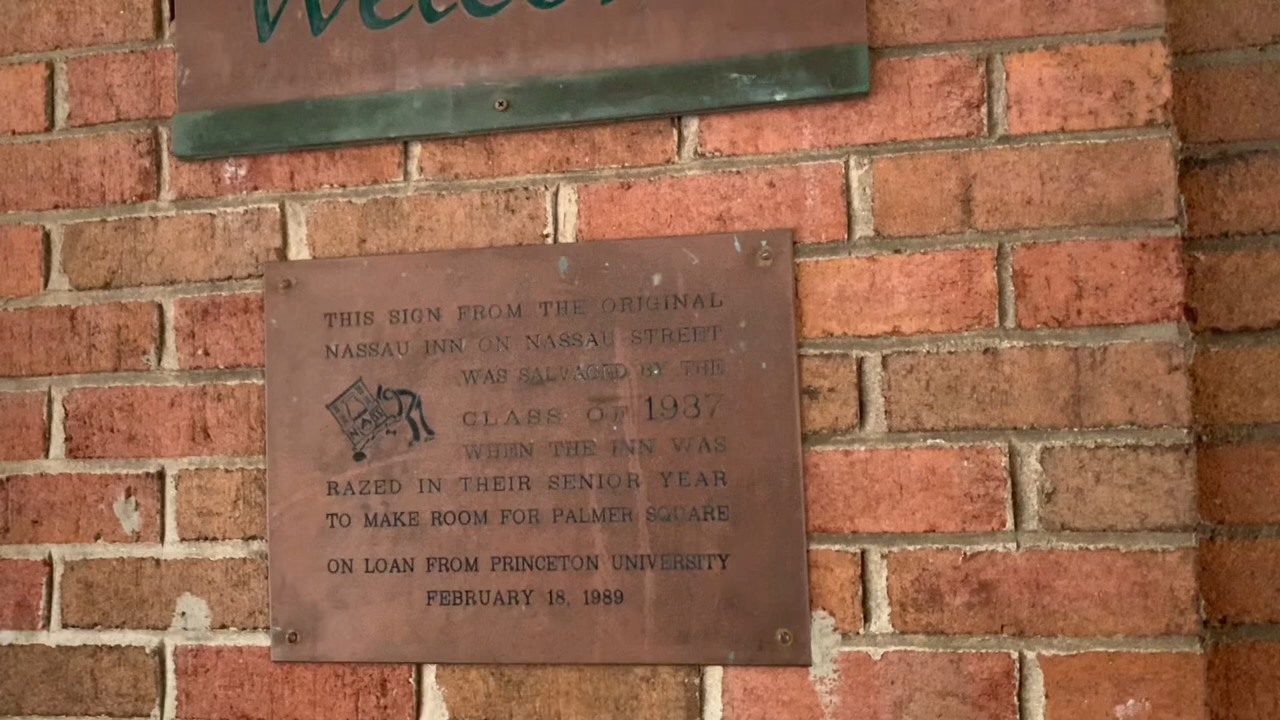 THIS SIGN FROM THE ORIGINAL
NASSAU INN ON NASSAU STREET
WAS SALVAGED BY THE
CLASS OF 1937
WHEN THE INN WAS
RAZED IN THEIR SENIOR YEAR
TO MAKE ROOM FOR PALMER SQUARE
ON LOAN FROM PRINCETON UNIVERSITY
FEBRUARY 18, 1989